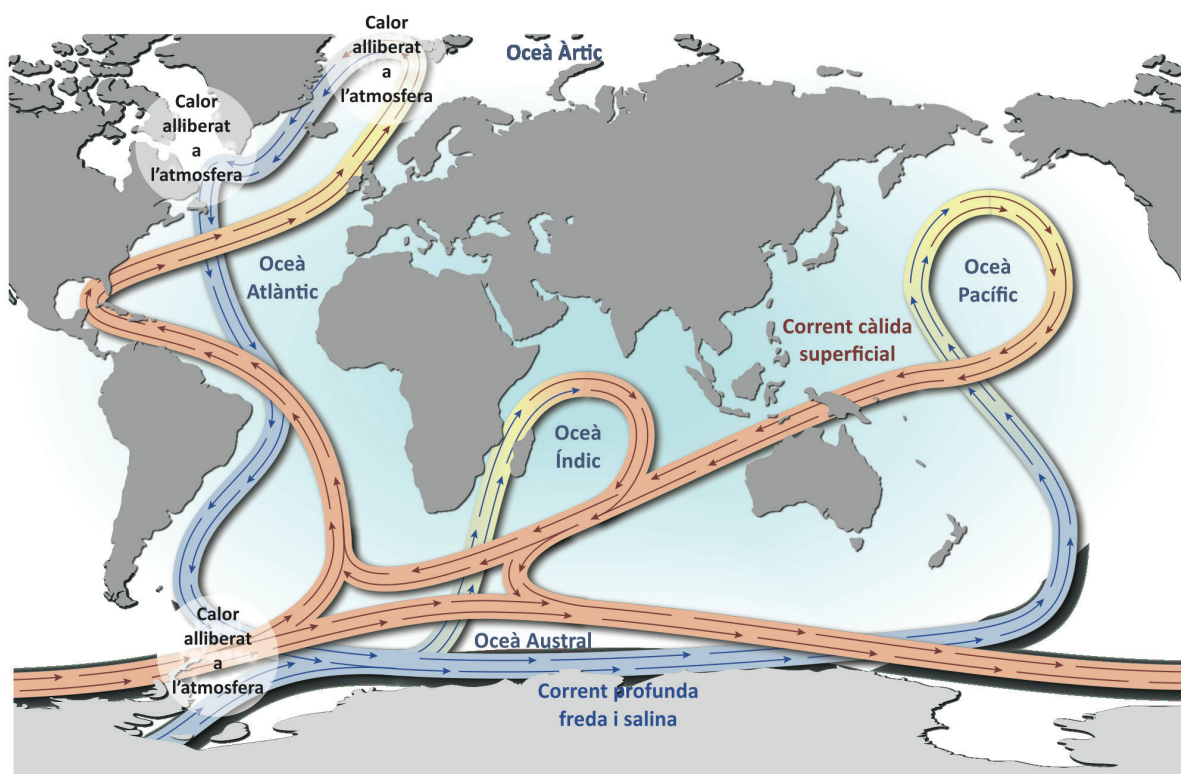 Calor
alliberat
a
l'atmosfera
Oceà Àrtic
Calor
alliberat
a
l'atmosfera
Oceà
Atlàntic
Oceà
Pacífic
Corrent càlida
superficial
Oceà
Índic
Calor
alliberat
a
l'atmosfera
Oceà Austral
Corrent profunda
freda i salina